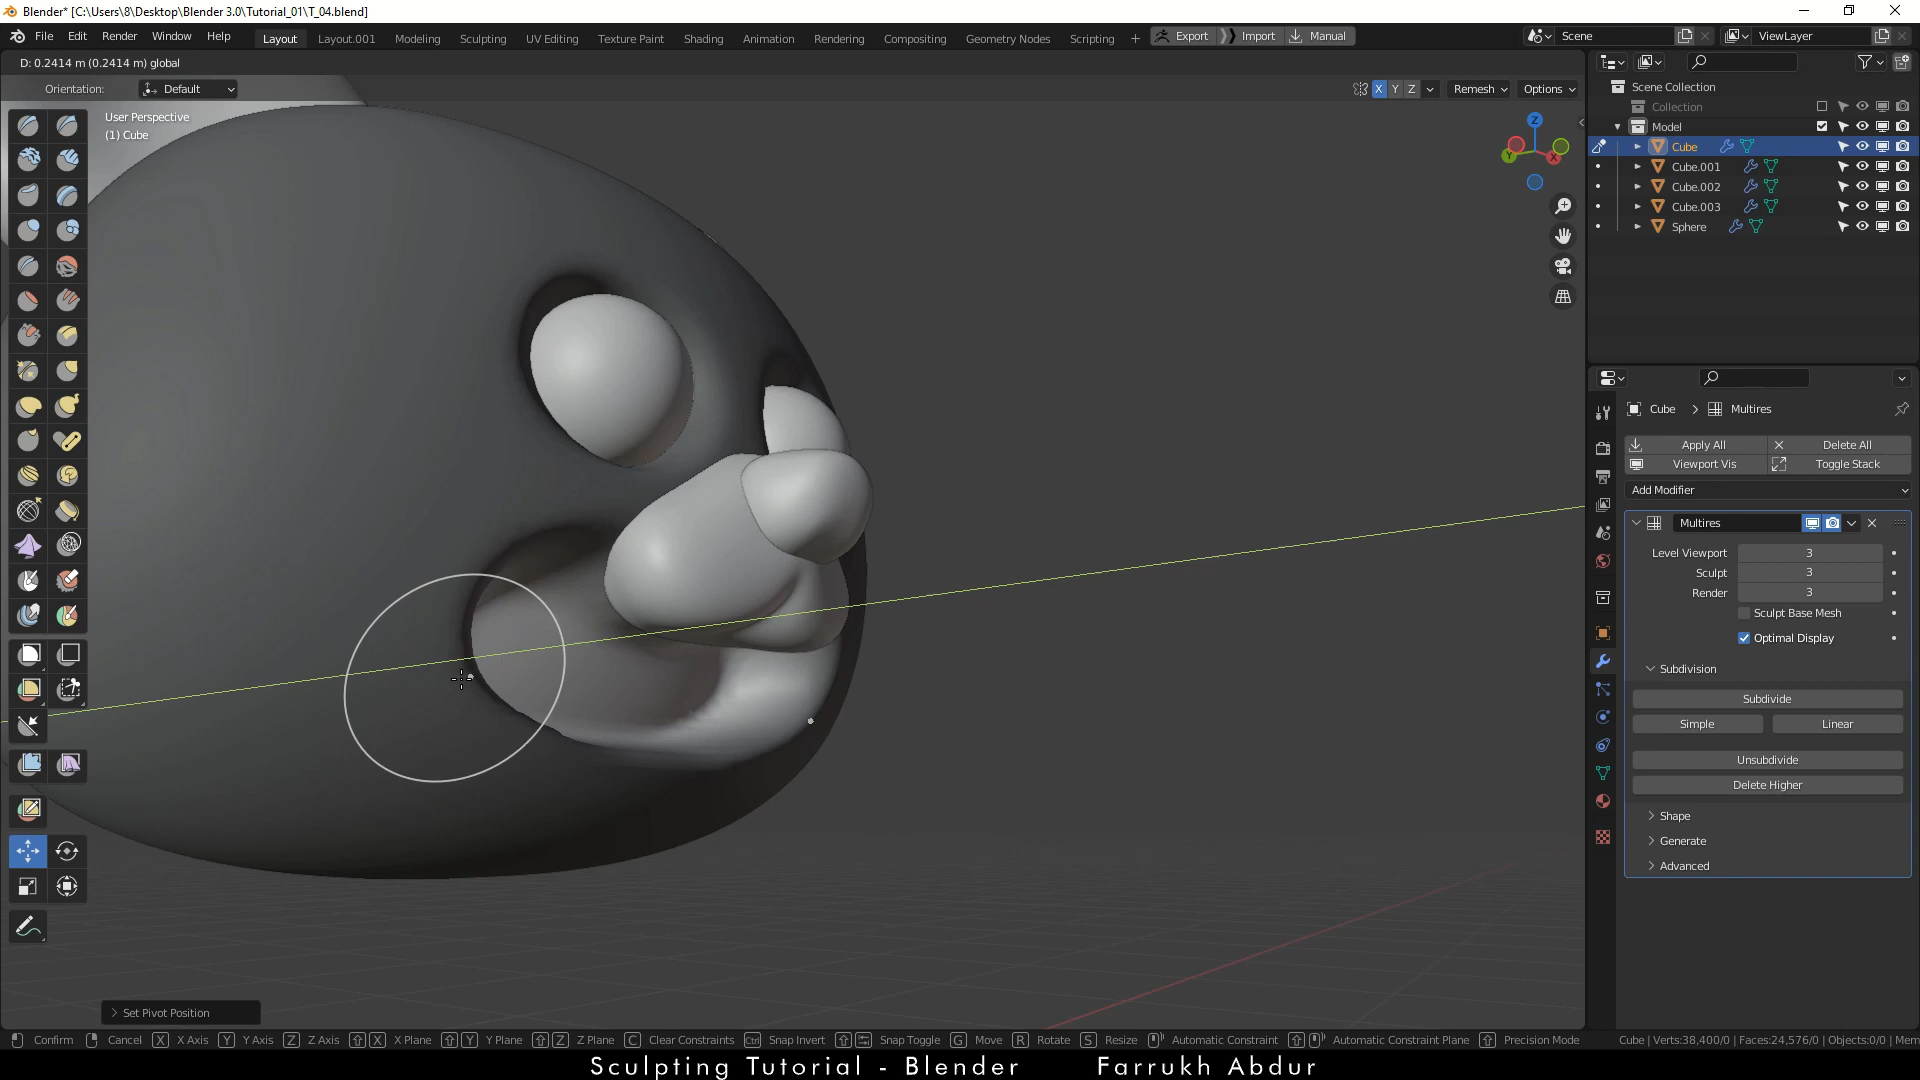 Blender* [C:\Users\8\Desktop\Blender 3.0\Tutorial_01\T_04.blend]
File Edit Render Window Help Layout Layout.001 Modeling Sculpting UV Editing Texture Paint Shading Animation Rendering Compositing Geometry Nodes Scripting + Export Import Manual Scene ViewLayer
D: 0.2414 m (0.2414 m) global
Orientation: Default X Y Z Remesh Options
User Perspective
(1) Cube
Z
Y X
Scene Collection
Collection
Model
Cube
Cube.001
Cube.002
Cube.003
Sphere
Cube > Multires
Apply All Delete All
Viewport Vis Toggle Stack
Add Modifier
Multires
Level Viewport 3
Sculpt 3
Render 3
Sculpt Base Mesh
Optimal Display
Subdivision
Subdivide
Simple Linear
Unsubdivide
Delete Higher
Shape
Generate
Advanced
Set Pivot Position
Confirm Cancel X X Axis Y Y Axis Z Z Axis X X Plane Y Y Plane Z Z Plane C Clear Constraints Ctrl Snap Invert Snap Toggle G Move R Rotate S Resize Automatic Constraint Automatic Constraint Plane Precision Mode Cube | Verts:38,400/0 | Faces:24,576/0 | Objects:0/0 | Mem
Sculpting Tutorial - Blender Farrukh Abdur